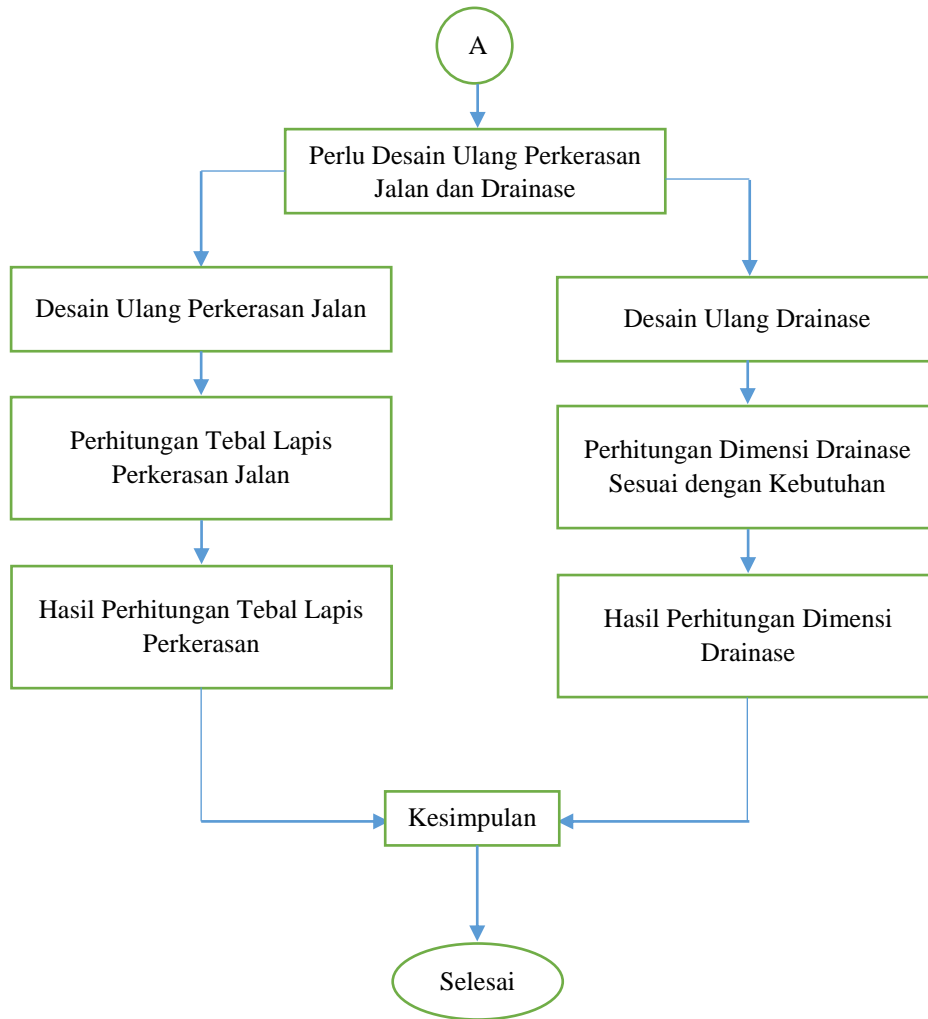 A
Perlu Desain Ulang Perkerasan
Jalan dan Drainase
Desain Ulang Perkerasan Jalan
Desain Ulang Drainase
Perhitungan Tebal Lapis
Perkerasan Jalan
Perhitungan Dimensi Drainase
Sesuai dengan Kebutuhan
Hasil Perhitungan Tebal Lapis
Perkerasan
Hasil Perhitungan Dimensi
Drainase
Kesimpulan
Selesai